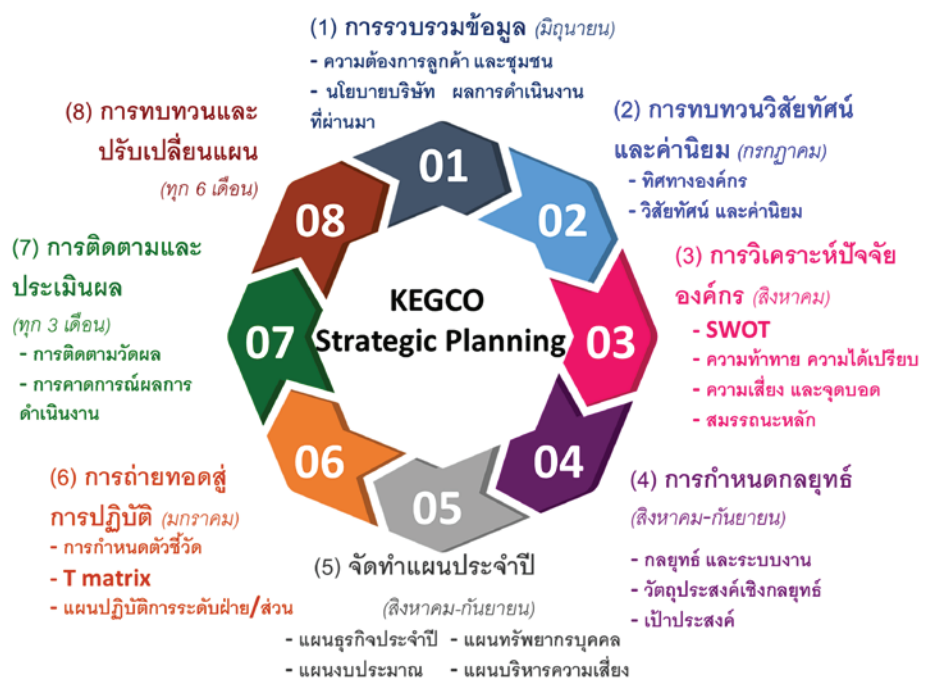 (1) การรวบรวมข้อมูล (มิถุนายน)
- ความต้องการลูกค้า และชุมชน
- นโยบายบริษัท ผลการดำเนินงาน
ที่ผ่านมา
(2) การทบทวนวิสัยทัศน์
และค่านิยม (กรกฎาคม)
- ทิศทางองค์กร
- วิสัยทัศน์ และค่านิยม
(3) การวิเคราะห์ปัจจัย
องค์กร (สิงหาคม)
- SWOT
- ความท้าทาย ความได้เปรียบ
- ความเสี่ยง และจุดบอด
- สมรรถนะหลัก
(4) การกำหนดกลยุทธ์
(สิงหาคม-กันยายน)
- กลยุทธ์ และระบบงาน
- วัตถุประสงค์เชิงกลยุทธ์
- เป้าประสงค์
(5) จัดทำแผนประจำปี
(สิงหาคม-กันยายน)
- แผนธุรกิจประจำปี - แผนทรัพยากรบุคคล
- แผนงบประมาณ - แผนบริหารความเสี่ยง
(6) การถ่ายทอดสู่
การปฏิบัติ (มกราคม)
- การกำหนดตัวชี้วัด
- T matrix
- แผนปฏิบัติการระดับฝ่าย/ส่วน
(7) การติดตามและ
ประเมินผล
(ทุก 3 เดือน)
- การติดตามวัดผล
- การคาดการณ์ผลการ
ดำเนินงาน
(8) การทบทวนและ
ปรับเปลี่ยนแผน
(ทุก 6 เดือน)
01
02
03
04
05
06
07
08
KEGCO
Strategic Planning